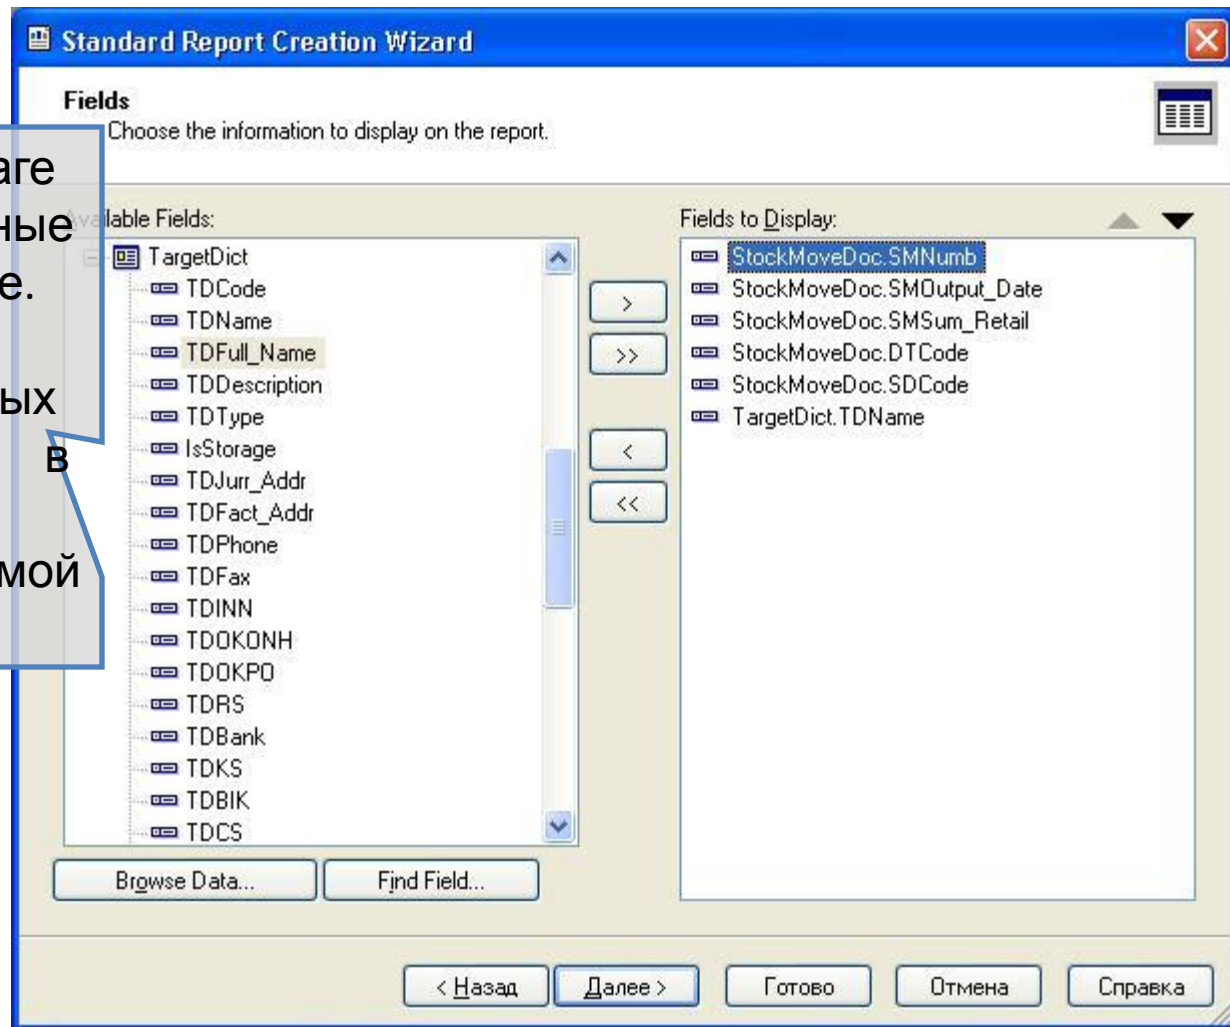 Standard Report Creation Wizard
Fields
Choose the information to display on the report.
аге
ные
е.
ых
в
мой
Available Fields:
TargetDict
TDCode
TDName
TDFull_Name
TDDescription
TDType
IsStorage
TDJurr_Addr
TDFact_Addr
TDPhone
TDFax
TDINN
TDOKONH
TDOKPO
TDRS
TDBank
TDKS
TDBIK
TDCS
Browse Data...
Find Field...
>
>>
<
<<
Fields to Display:
StockMoveDoc.SMNumb
StockMoveDoc.SMOutput_Date
StockMoveDoc.SMSum_Retail
StockMoveDoc.DTCode
StockMoveDoc.SDCode
TargetDict.TDName
< Назад
Далее >
Готово
Отмена
Справка